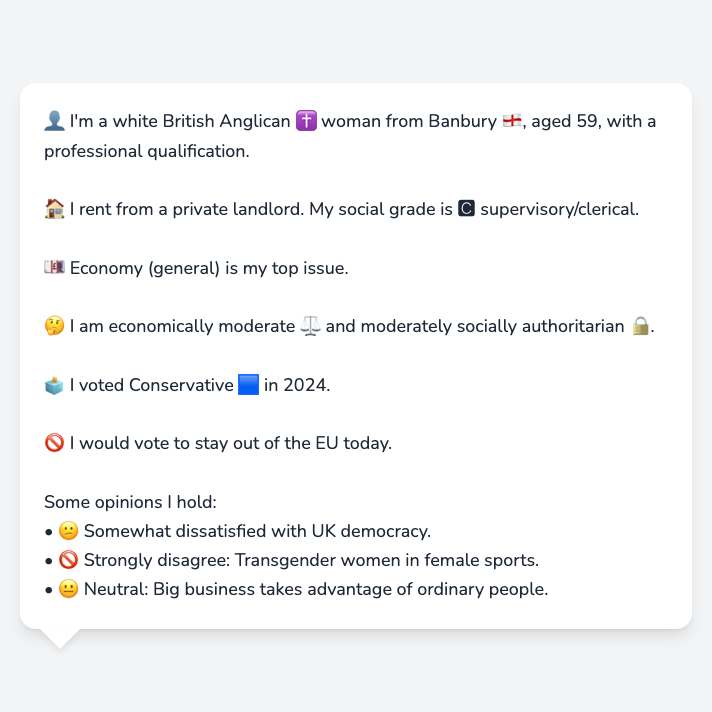 👤 I'm a white British Anglican ✝️ woman from Banbury 🏴󠁧󠁢󠁥󠁮󠁧󠁿, aged 59, with a
professional qualification.
🏠 I rent from a private landlord. My social grade is 🅲 supervisory/clerical.
💷 Economy (general) is my top issue.
🤔 I am economically moderate ⚖️ and moderately socially authoritarian 🔒.
🗳️ I voted Conservative 🟦 in 2024.
🚫 I would vote to stay out of the EU today.
Some opinions I hold:
• 🙁 Somewhat dissatisfied with UK democracy.
• 🚫 Strongly disagree: Transgender women in female sports.
• 😐 Neutral: Big business takes advantage of ordinary people.